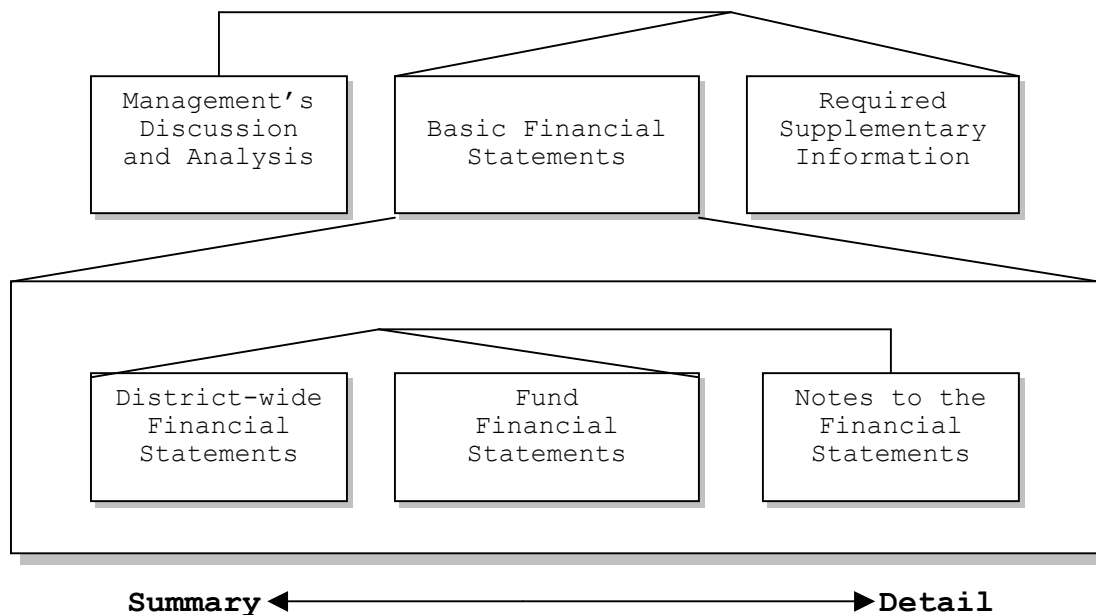 Management’s
Discussion
and Analysis
Basic Financial
Statements
Required
Supplementary
Information
District-wide
Financial
Statements
Fund
Financial
Statements
Notes to the
Financial
Statements
Summary
Detail